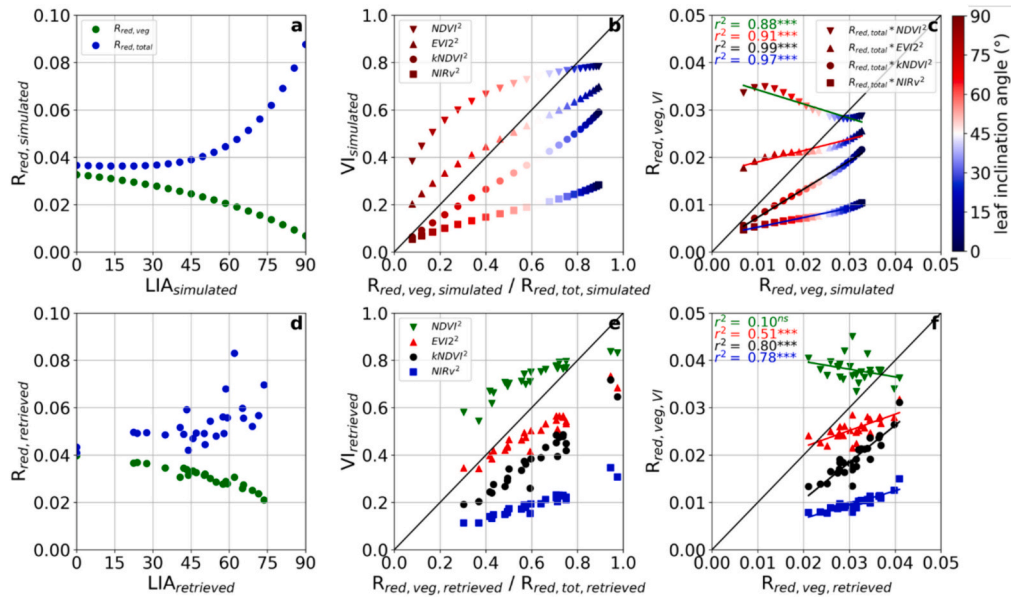 a
R_red,veg
R_red,total
R_red,simulated
0.10
0.08
0.06
0.04
0.02
0.00
0 15 30 45 60 75 90
LIA_simulated
b
NDVI²
EVI2²
kNDVI²
NIRv²
VI_simulated
1.0
0.8
0.6
0.4
0.2
0.0
0.0 0.2 0.4 0.6 0.8 1.0
R_red,veg,simulated / R_red,tot,simulated
c
r² = 0.88***
r² = 0.91***
r² = 0.99***
r² = 0.97***
R_red,total * NDVI²
R_red,total * EVI2²
R_red,total * kNDVI²
R_red,total * NIRv²
R_red,veg,VI
0.05
0.04
0.03
0.02
0.01
0.00
0.00 0.01 0.02 0.03 0.04 0.05
R_red,veg,simulated
90
75
60
45
30
15
0
leaf inclination angle (°)
d
R_red,retrieved
0.10
0.08
0.06
0.04
0.02
0.00
0 15 30 45 60 75 90
LIA_retrieved
e
NDVI²
EVI2²
kNDVI²
NIRv²
VI_retrieved
1.0
0.8
0.6
0.4
0.2
0.0
0.0 0.2 0.4 0.6 0.8 1.0
R_red,veg,retrieved / R_red,tot,retrieved
f
r² = 0.10ⁿˢ
r² = 0.51***
r² = 0.80***
r² = 0.78***
R_red,veg,VI
0.05
0.04
0.03
0.02
0.01
0.00
0.00 0.01 0.02 0.03 0.04 0.05
R_red,veg,retrieved